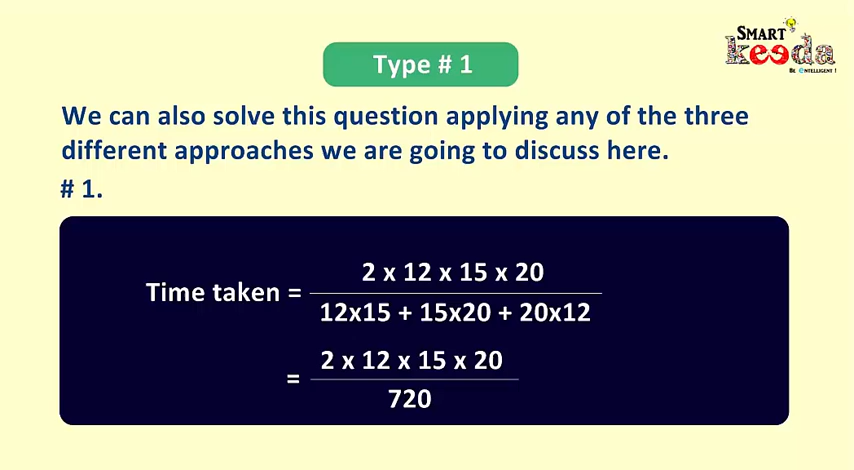 SMART
keeda
BE eNTELLIGENT !
Type # 1
We can also solve this question applying any of the three
different approaches we are going to discuss here.
# 1.
2 x 12 x 15 x 20
Time taken =
12x15 + 15x20 + 20x12
2 x 12 x 15 x 20
=
720